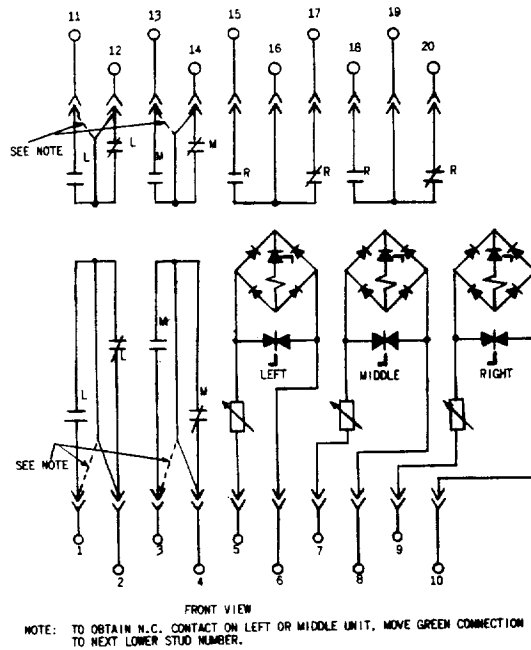 11 13 15 17 19
12 14 16 18 20
SEE NOTE
L L M M R R R R
M
L L M
LEFT MIDDLE RIGHT
SEE NOTE
1 3 5 7 9
2 4 6 8 10
FRONT VIEW
NOTE: TO OBTAIN N.C. CONTACT ON LEFT OR MIDDLE UNIT, MOVE GREEN CONNECTION
TO NEXT LOWER STUD NUMBER.